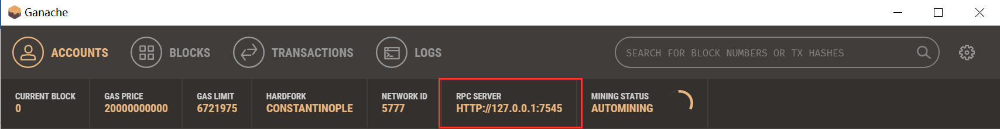 Ganache
ACCOUNTS BLOCKS TRANSACTIONS LOGS SEARCH FOR BLOCK NUMBERS OR TX HASHES
CURRENT BLOCK GAS PRICE GAS LIMIT HARDFORK NETWORK ID RPC SERVER MINING STATUS
0 20000000000 6721975 CONSTANTINOPLE 5777 HTTP://127.0.0.1:7545 AUTOMINING